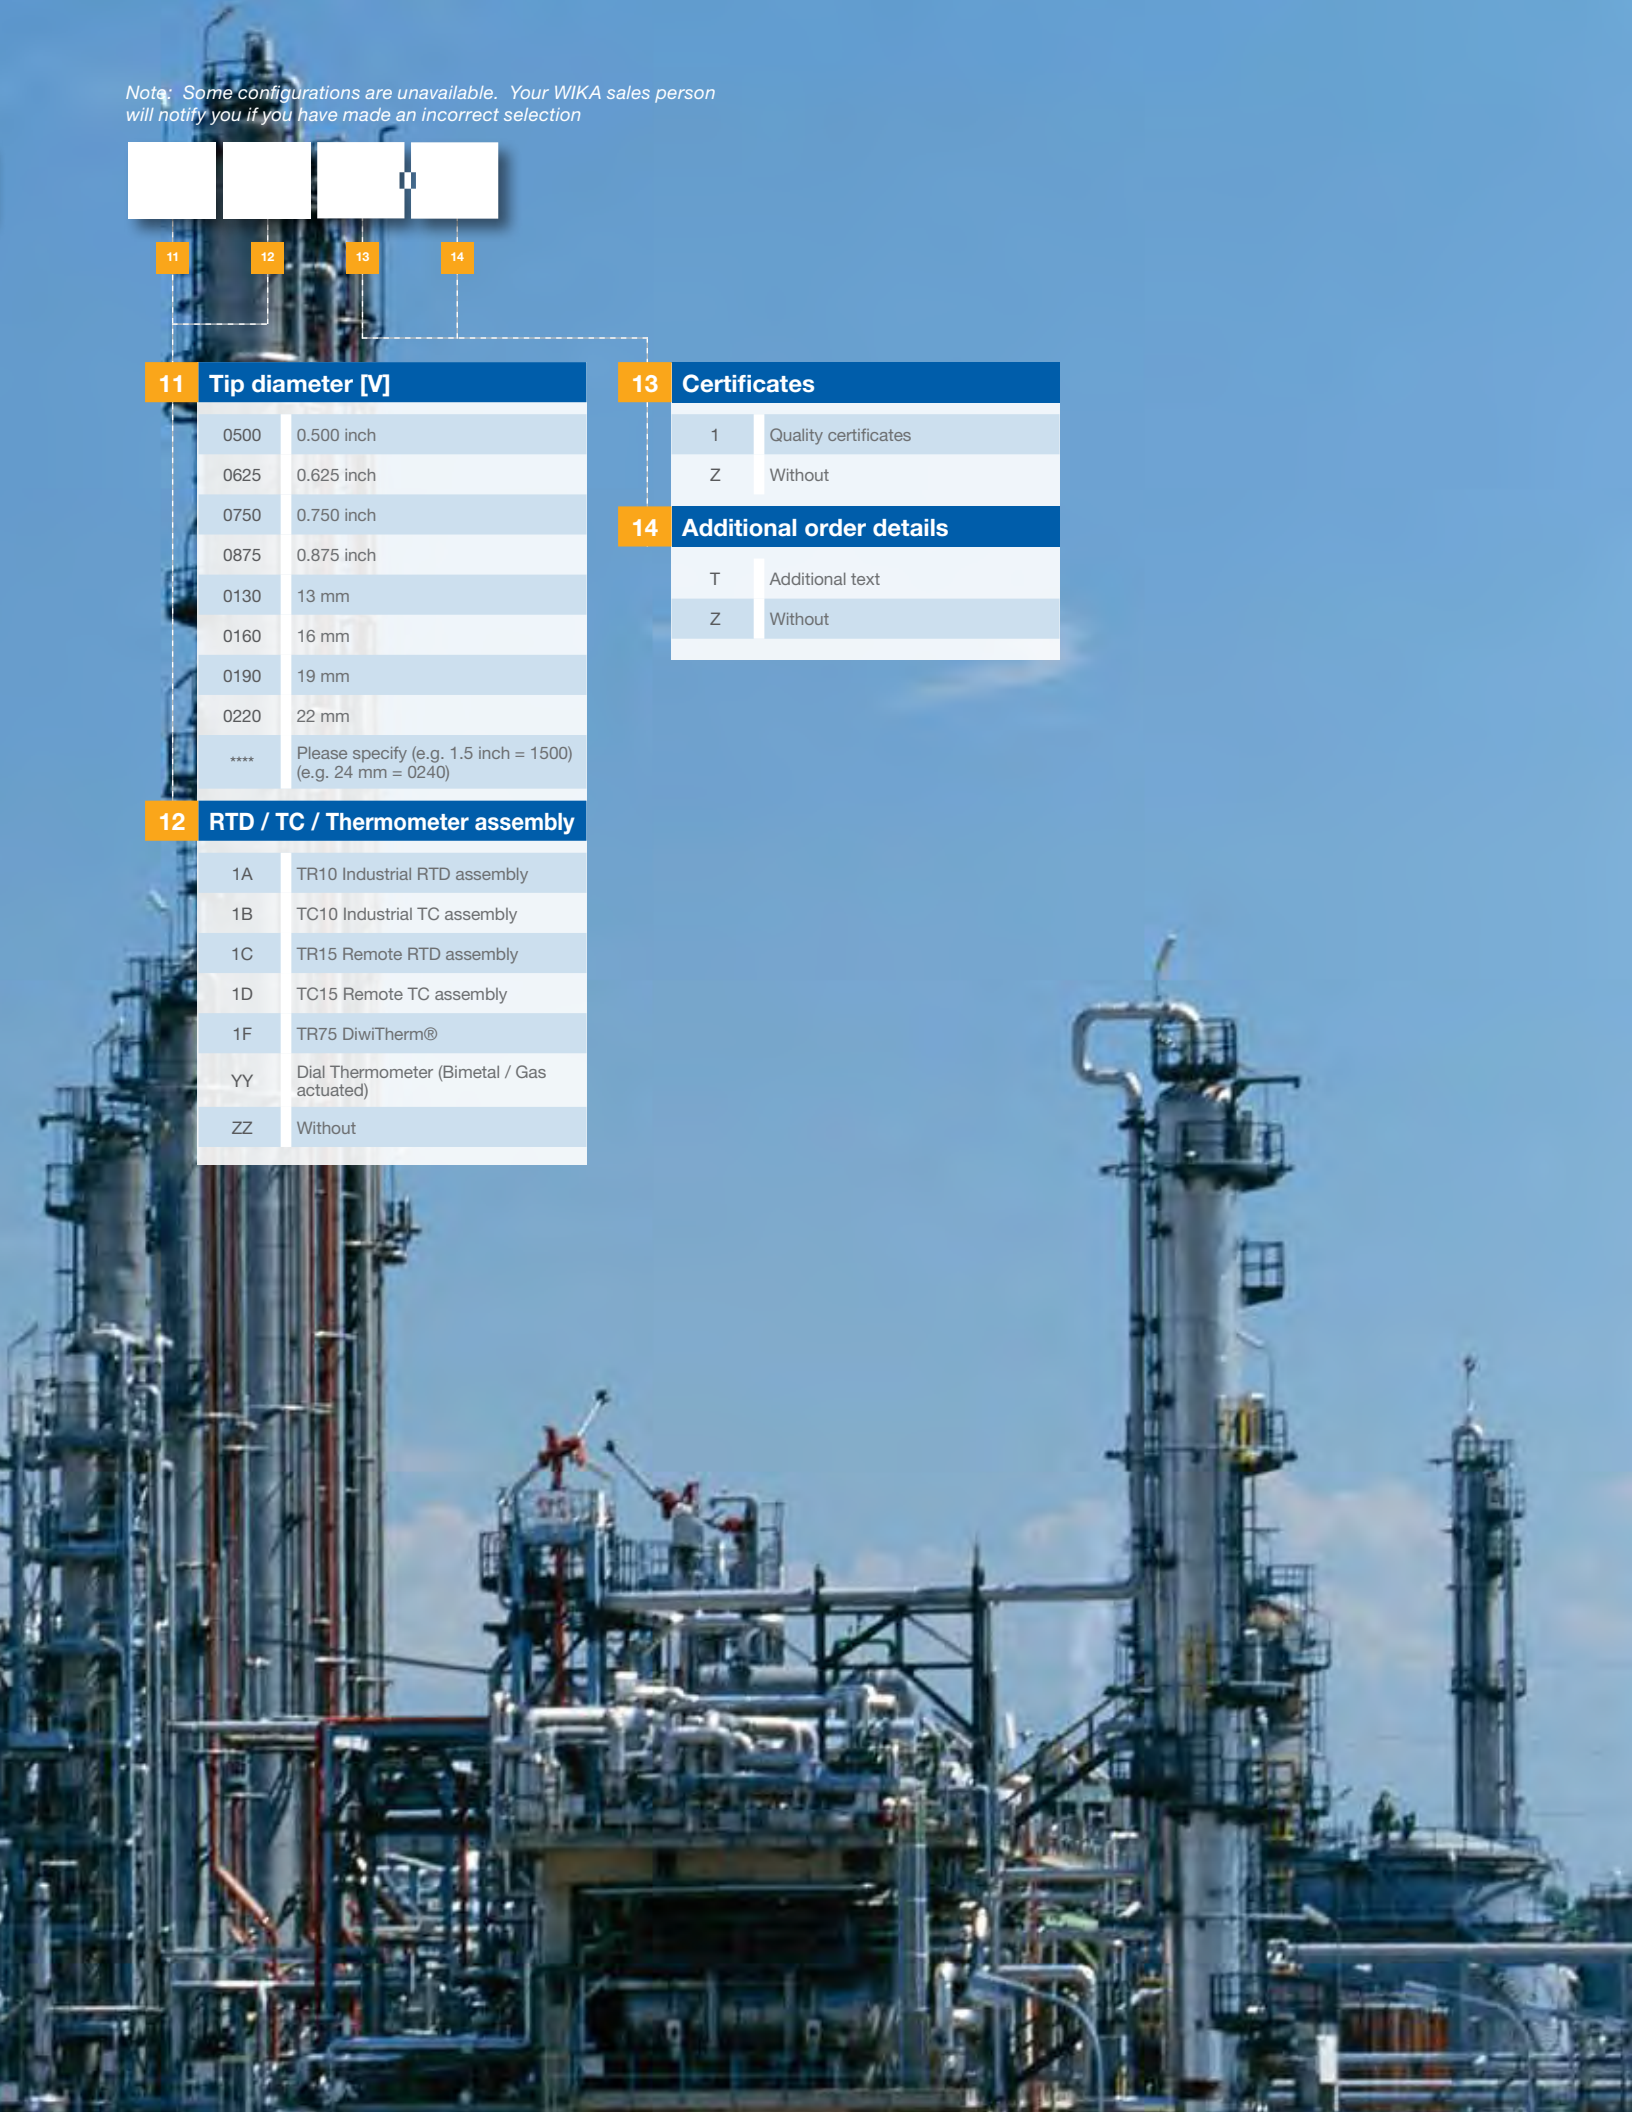 Note: Some configurations are unavailable. Your WIKA sales person
will notify you if you have made an incorrect selection
11 12 13 14
11 Tip diameter [V]
0500 0.500 inch
0625 0.625 inch
0750 0.750 inch
0875 0.875 inch
0130 13 mm
0160 16 mm
0190 19 mm
0220 22 mm
**** Please specify (e.g. 1.5 inch = 1500)
(e.g. 24 mm = 0240)
12 RTD / TC / Thermometer assembly
1A TR10 Industrial RTD assembly
1B TC10 Industrial TC assembly
1C TR15 Remote RTD assembly
1D TC15 Remote TC assembly
1F TR75 DiwiTherm®
YY Dial Thermometer (Bimetal / Gas
actuated)
ZZ Without
13 Certificates
1 Quality certificates
Z Without
14 Additional order details
T Additional text
Z Without